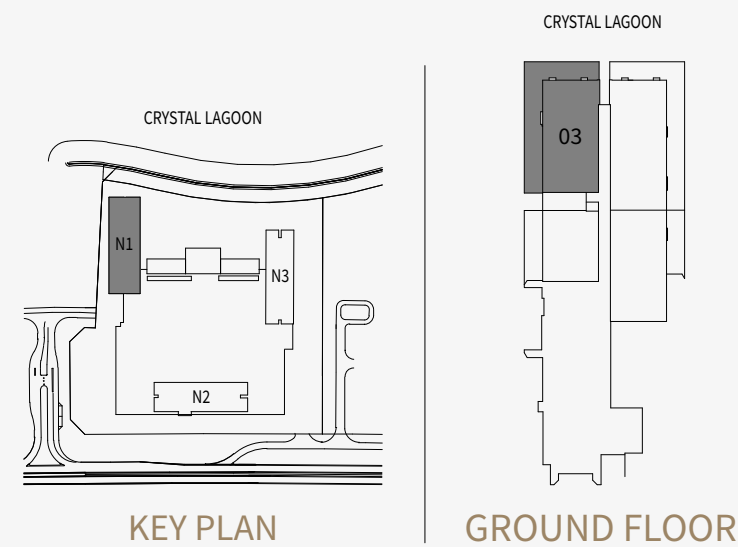 CRYSTAL LAGOON
N1
N3
N2
KEY PLAN
CRYSTAL LAGOON
03
GROUND FLOOR